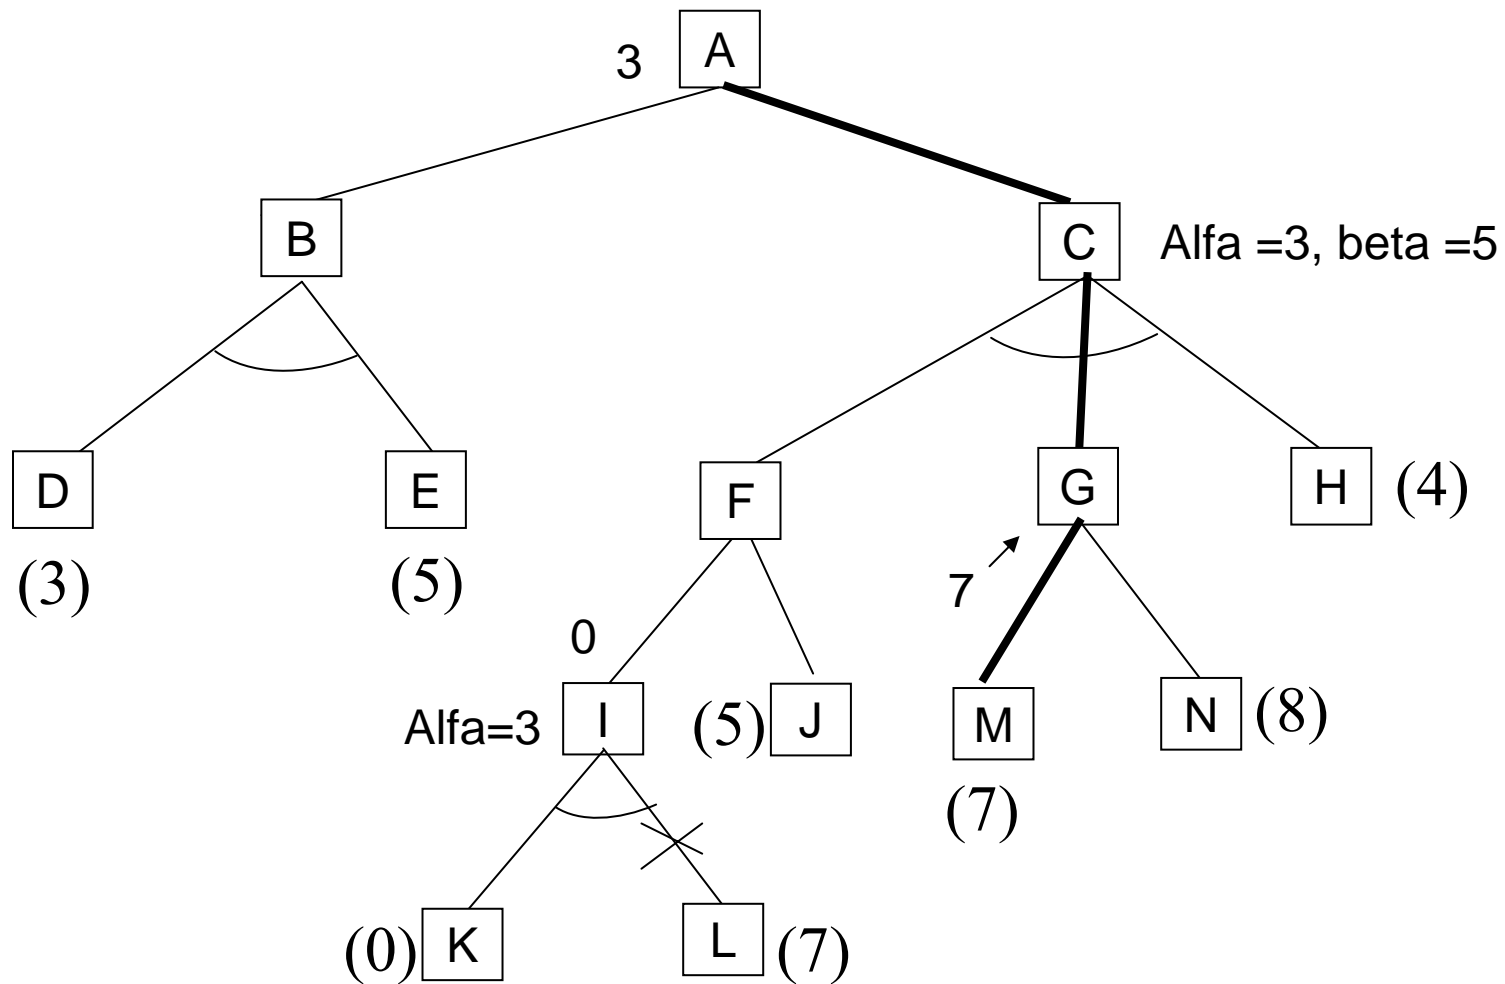 3 A
B C Alfa =3, beta =5
D E F G H (4)
(3) (5) 7
0
Alfa=3 I (5) J M N (8)
(7)
(0) K L (7)